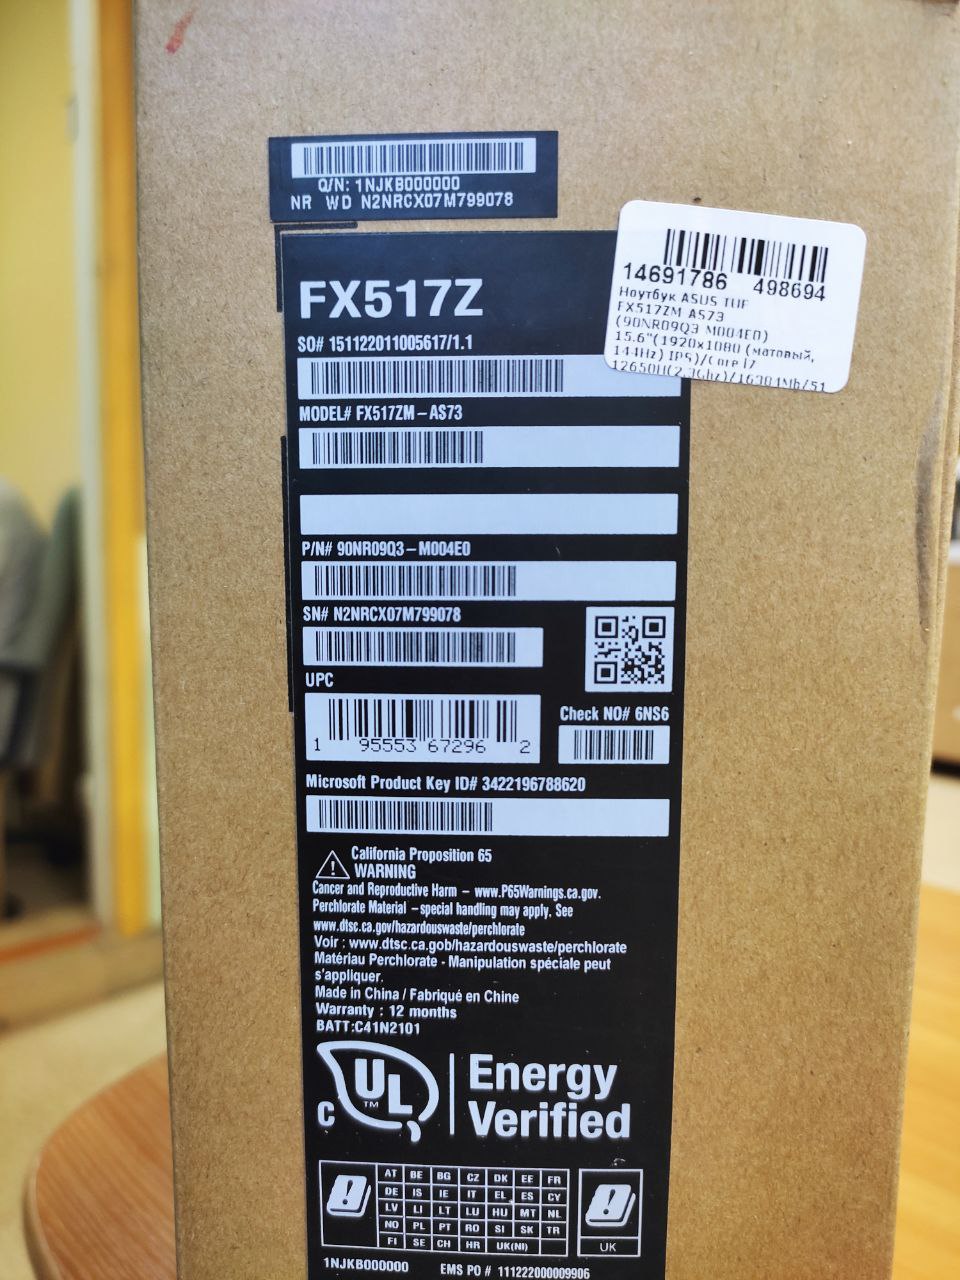 Q/N: 1NJKB000000
NR WD N2NRCX07M799078
14691786 498694
Ноутбук ASUS TUF
FX517ZM AS73
(90NR09Q3 M004E0)
15.6"(1920x1080 (матовый,
144Hz) IPS)/Core i7
12650H(2.3Ghz)/16384Mb/51
FX517Z
SO# 151122011005617/1.1
MODEL# FX517ZM-AS73
P/N# 90NR09Q3-M004E0
SN# N2NRCX07M799078
UPC
1 95553 67296 2
Check NO# 6NS6
Microsoft Product Key ID# 3422196788620
California Proposition 65
WARNING
Cancer and Reproductive Harm - www.P65Warnings.ca.gov.
Perchlorate Material -special handling may apply. See
www.dtsc.ca.gov/hazardouswaste/perchlorate
Voir : www.dtsc.ca.gob/hazardouswaste/perchlorate
Matériau Perchlorate - Manipulation spéciale peut
s'appliquer.
Made in China / Fabriqué en Chine
Warranty : 12 months
BATT:C41N2101
C UL TM
Energy
Verified
AT BE BG CZ DK EE FR
DE IS IE IT EL ES CY
LV LI LT LU HU MT NL
NO PL PT RO SI SK TR
FI SE CH HR UK(NI)
UK
1NJKB000000 EMS PO # 111222000009906